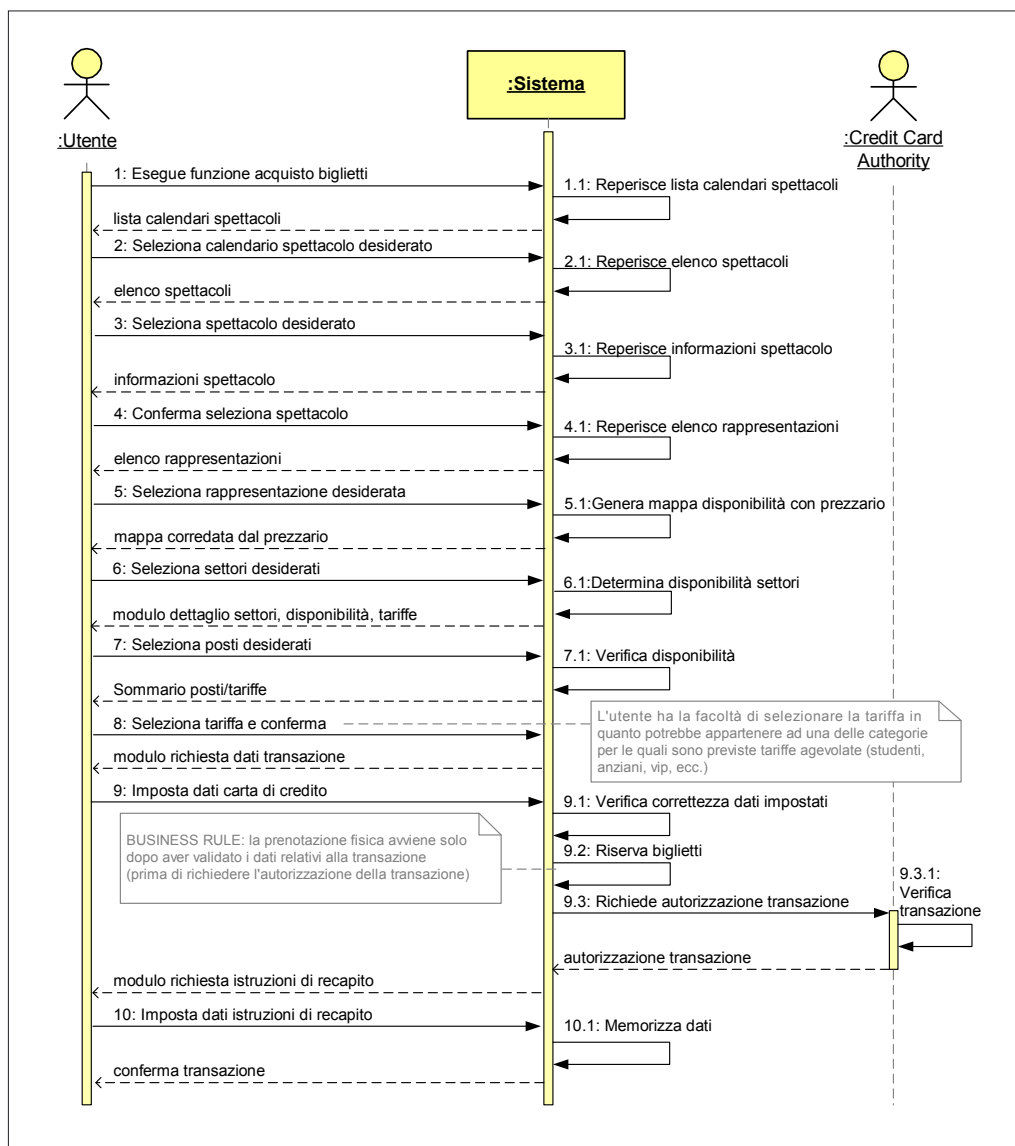 :Utente
:Sistema
:Credit Card
Authority
1: Esegue funzione acquisto biglietti
1.1: Reperisce lista calendari spettacoli
lista calendari spettacoli
2: Seleziona calendario spettacolo desiderato
2.1: Reperisce elenco spettacoli
elenco spettacoli
3: Seleziona spettacolo desiderato
3.1: Reperisce informazioni spettacolo
informazioni spettacolo
4: Conferma seleziona spettacolo
4.1: Reperisce elenco rappresentazioni
elenco rappresentazioni
5: Seleziona rappresentazione desiderata
5.1:Genera mappa disponibilità con prezzario
mappa corredata dal prezzario
6: Seleziona settori desiderati
6.1:Determina disponibilità settori
modulo dettaglio settori, disponibilità, tariffe
7: Seleziona posti desiderati
7.1: Verifica disponibilità
Sommario posti/tariffe
8: Seleziona tariffa e conferma
L'utente ha la facoltà di selezionare la tariffa in
quanto potrebbe appartenere ad una delle categorie
per le quali sono previste tariffe agevolate (studenti,
anziani, vip, ecc.)
modulo richiesta dati transazione
9: Imposta dati carta di credito
9.1: Verifica correttezza dati impostati
BUSINESS RULE: la prenotazione fisica avviene solo
dopo aver validato i dati relativi alla transazione
(prima di richiedere l'autorizzazione della transazione)
9.2: Riserva biglietti
9.3: Richiede autorizzazione transazione
9.3.1:
Verifica
transazione
autorizzazione transazione
modulo richiesta istruzioni di recapito
10: Imposta dati istruzioni di recapito
10.1: Memorizza dati
conferma transazione